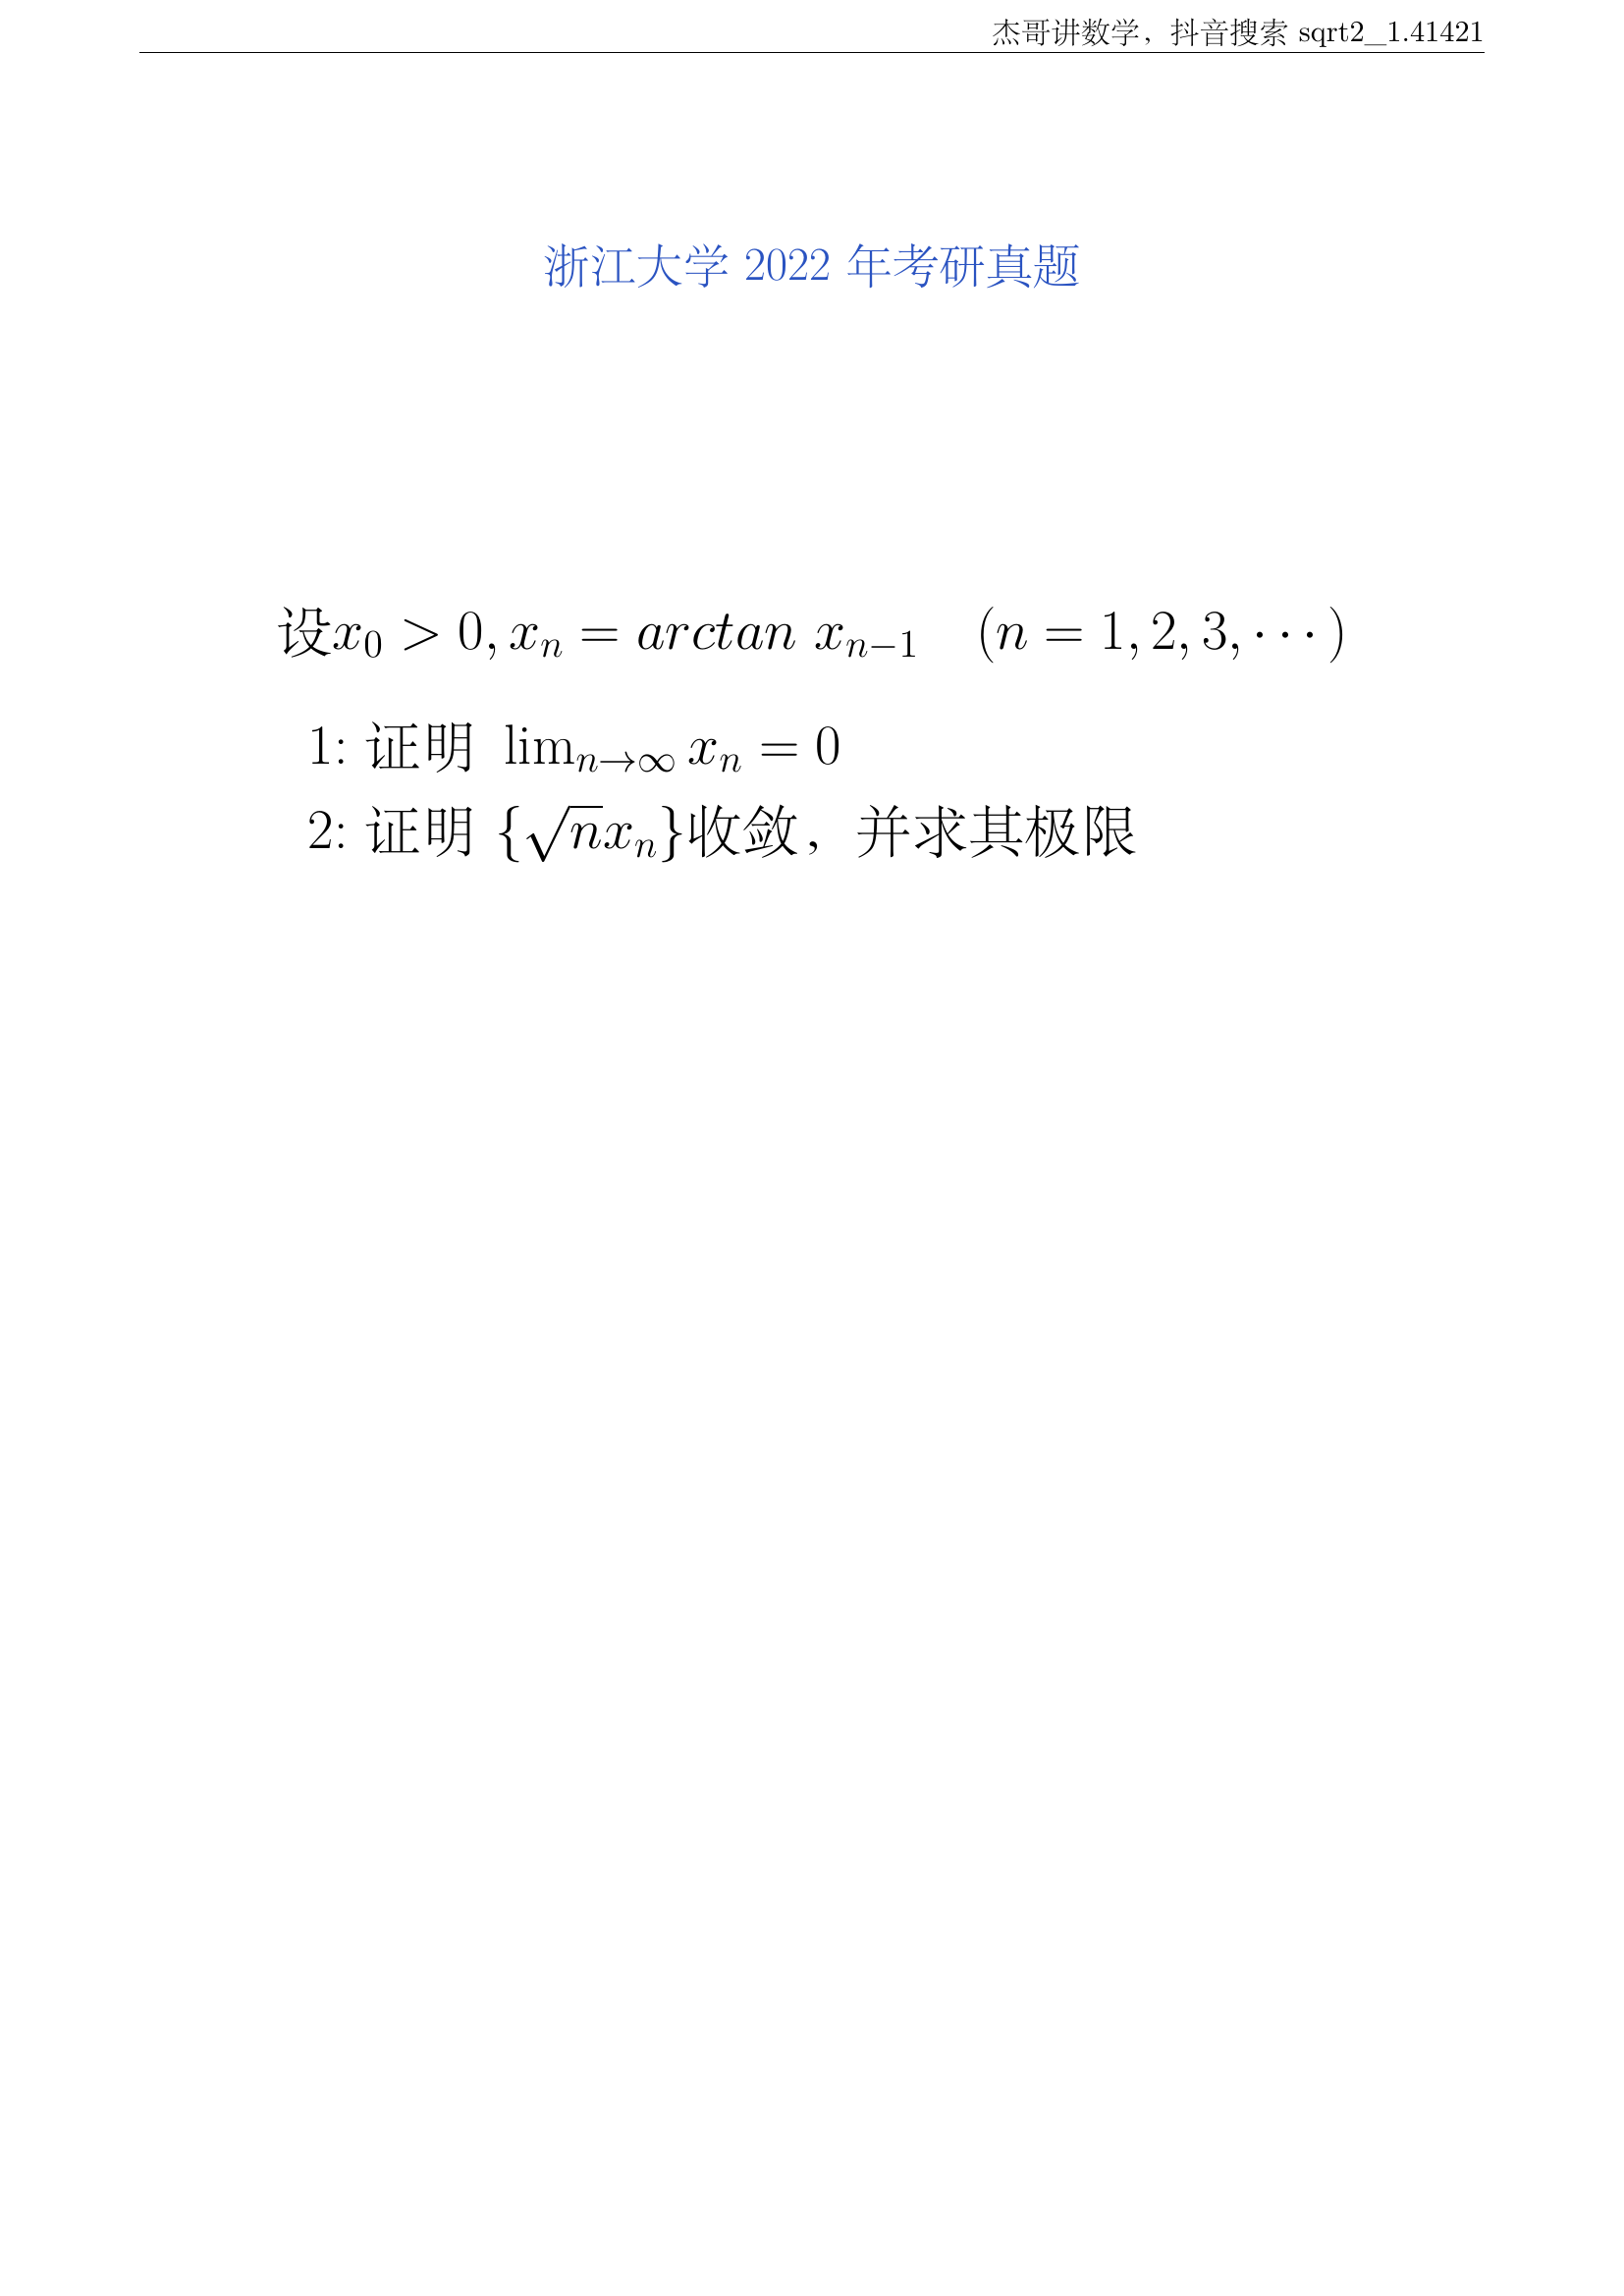 杰哥讲数学，抖音搜索 sqrt2_1.41421
浙江大学 2022 年考研真题
设$x_0 > 0, x_n = arctan\ x_{n-1} \quad (n = 1, 2, 3, \cdots)$
1: 证明 $\lim_{n\to\infty} x_n = 0$
2: 证明 $\{\sqrt{n}x_n\}$收敛，并求其极限